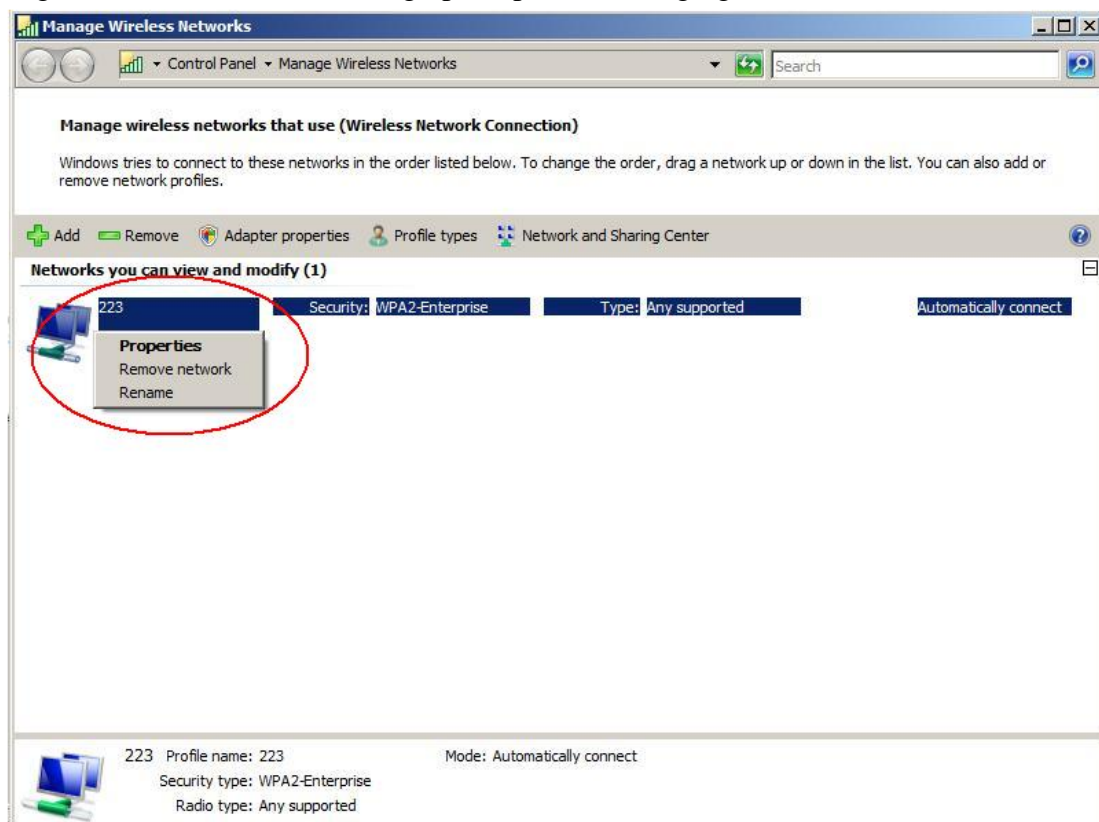 Manage Wireless Networks
Control Panel Manage Wireless Networks Search
Manage wireless networks that use (Wireless Network Connection)
Windows tries to connect to these networks in the order listed below. To change the order, drag a network up or down in the list. You can also add or
remove network profiles.
Add Remove Adapter properties Profile types Network and Sharing Center
Networks you can view and modify (1)
223 Security: WPA2-Enterprise Type: Any supported Automatically connect
Properties
Remove network
Rename
223 Profile name: 223 Mode: Automatically connect
Security type: WPA2-Enterprise
Radio type: Any supported